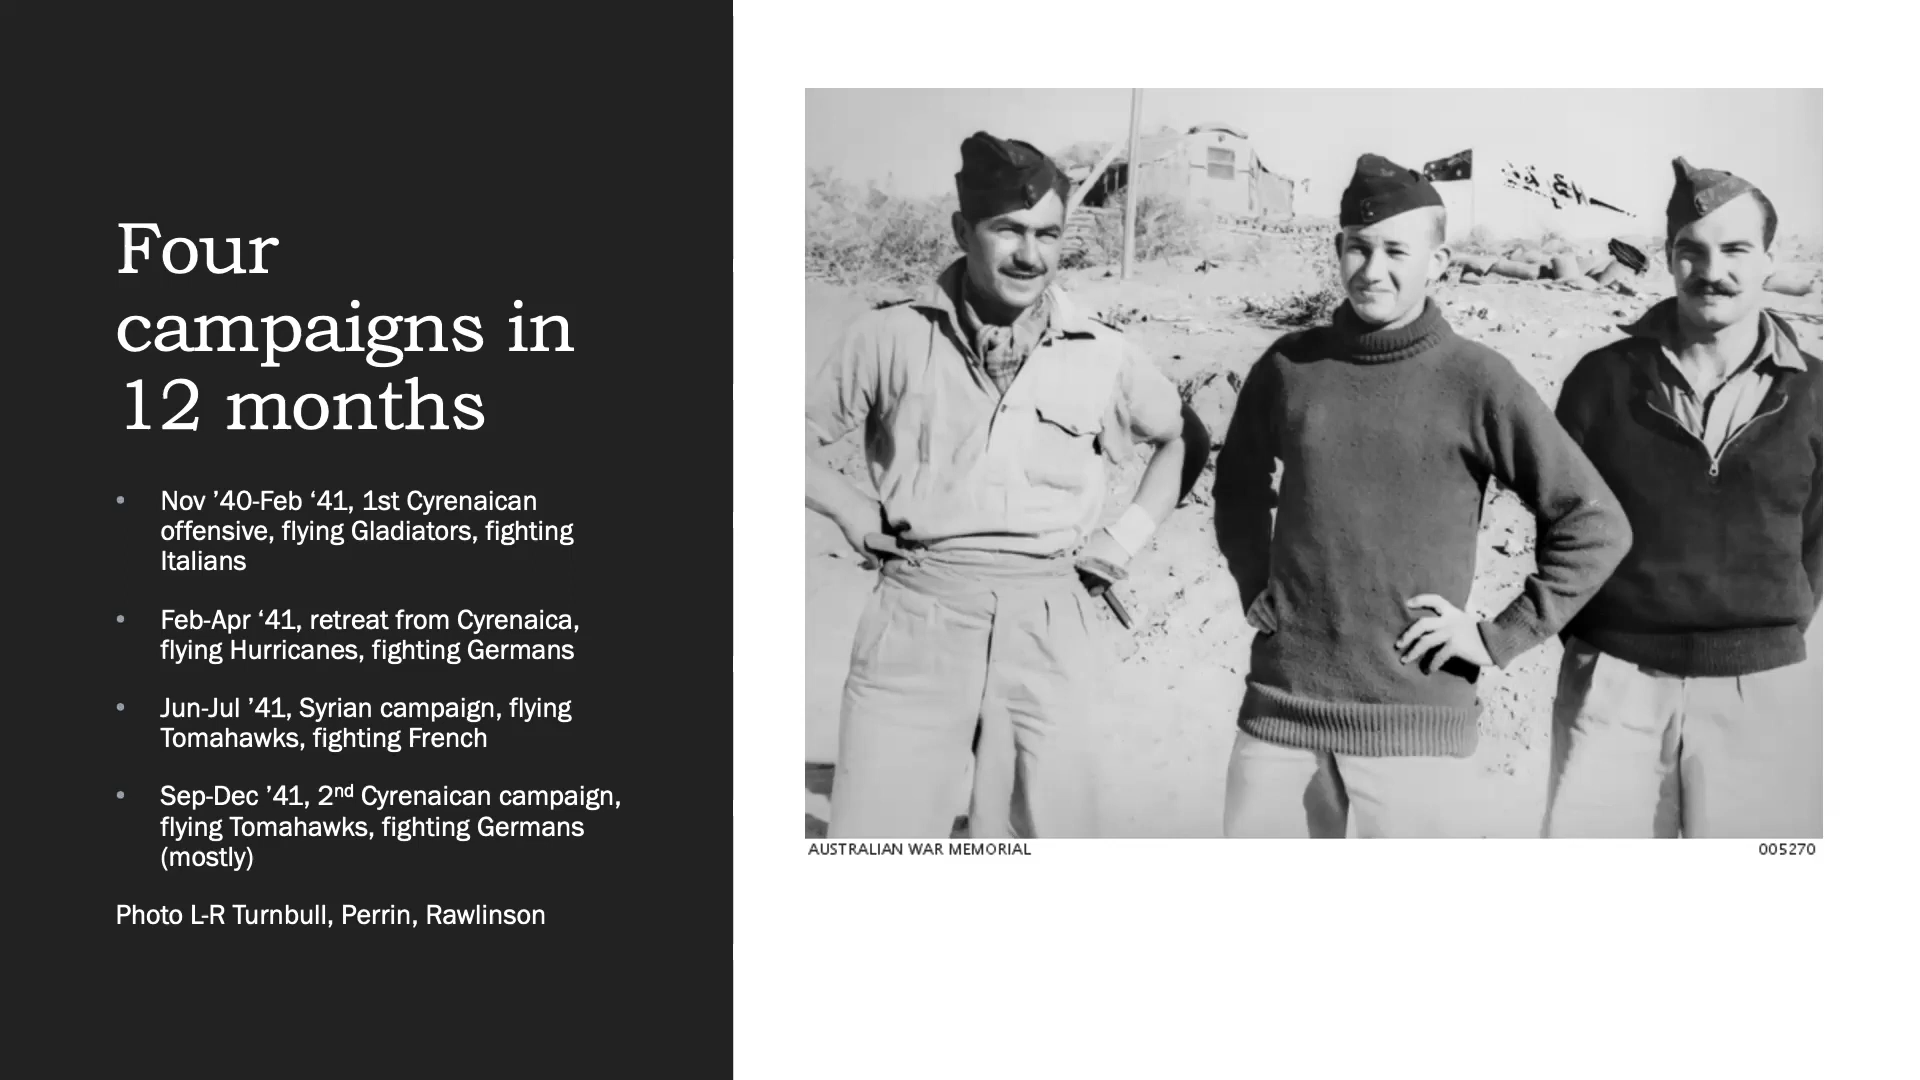 Four
campaigns in
12 months
• Nov ’40-Feb ‘41, 1st Cyrenaican
offensive, flying Gladiators, fighting
Italians
• Feb-Apr ‘41, retreat from Cyrenaica,
flying Hurricanes, fighting Germans
• Jun-Jul ’41, Syrian campaign, flying
Tomahawks, fighting French
• Sep-Dec ’41, 2nd Cyrenaican campaign,
flying Tomahawks, fighting Germans
(mostly)
Photo L-R Turnbull, Perrin, Rawlinson
AUSTRALIAN WAR MEMORIAL 005270